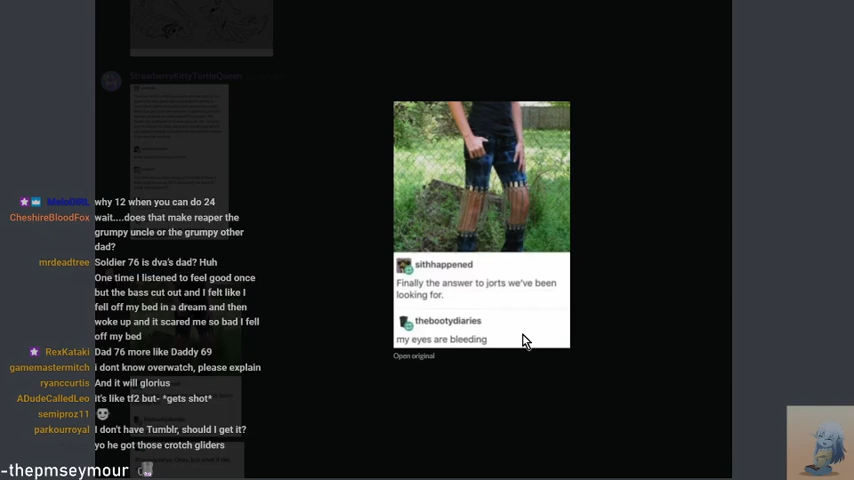 StrawberryKittyTurtleQueen
MaloDIRL why 12 when you can do 24
CheshireBloodFox wait....does that make reaper the
grumpy uncle or the grumpy other
dad?
mrdeadtree Soldier 76 is dva's dad? Huh
One time I listened to feel good once
but the bass cut out and I felt like I
fell off my bed in a dream and then
woke up and it scared me so bad I fell
off my bed
RexKataki Dad 76 more like Daddy 69
gamemastermitch i dont know overwatch, please explain
ryanccurtis And it will glorius
ADudeCalledLeo it's like tf2 but- *gets shot*
semiproz11
parkourroyal I don't have Tumblr, should I get it?
yo he got those crotch gliders
-thepmseymour
sithhappened
Finally the answer to jorts we've been
looking for.
thebootydiaries
my eyes are bleeding
Open original